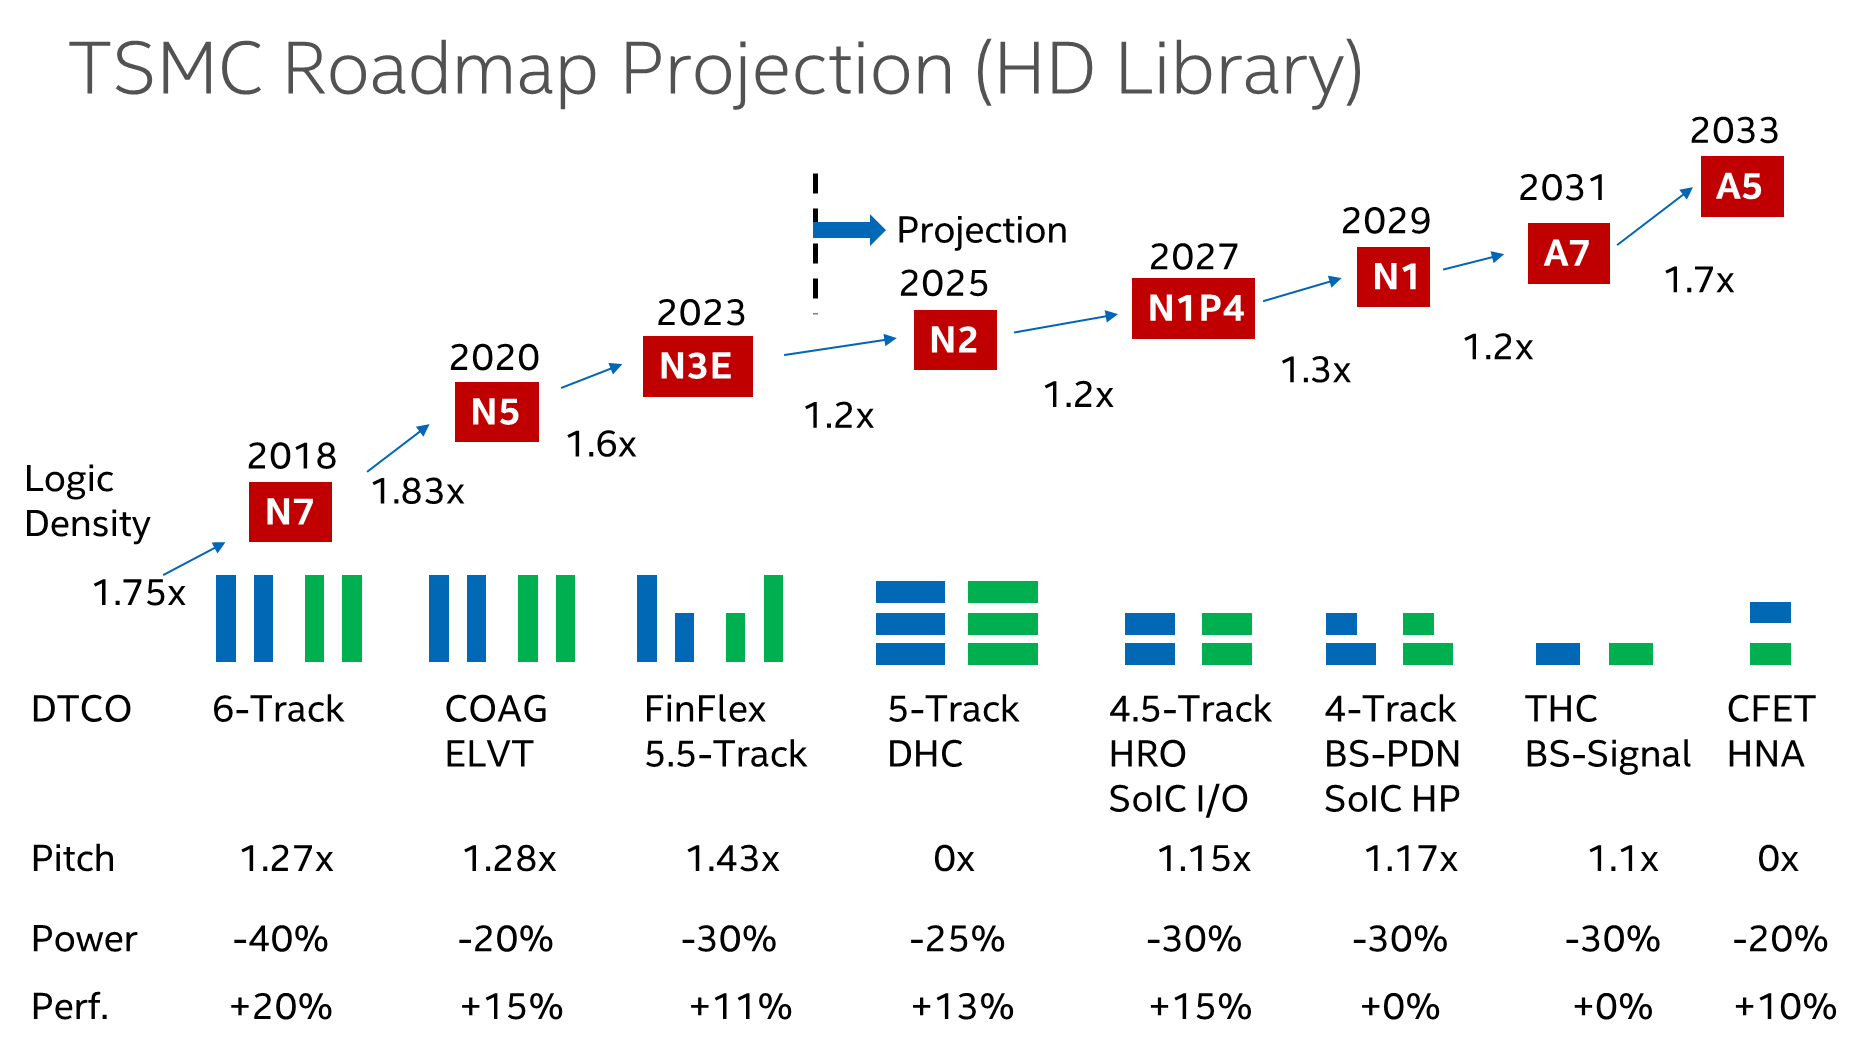 TSMC Roadmap Projection (HD Library)
2033
A5
2031
A7
1.7x
2029
N1
1.2x
2027
N1P4
1.3x
Projection
2025
N2
1.2x
2023
N3E
1.2x
2020
N5
1.6x
2018
N7
1.83x
Logic
Density
1.75x
DTCO
6-Track
COAG
ELVT
FinFlex
5.5-Track
5-Track
DHC
4.5-Track
HRO
SoIC I/O
4-Track
BS-PDN
SoIC HP
THC
BS-Signal
CFET
HNA
Pitch 1.27x 1.28x 1.43x 0x 1.15x 1.17x 1.1x 0x
Power -40% -20% -30% -25% -30% -30% -30% -20%
Perf. +20% +15% +11% +13% +15% +0% +0% +10%